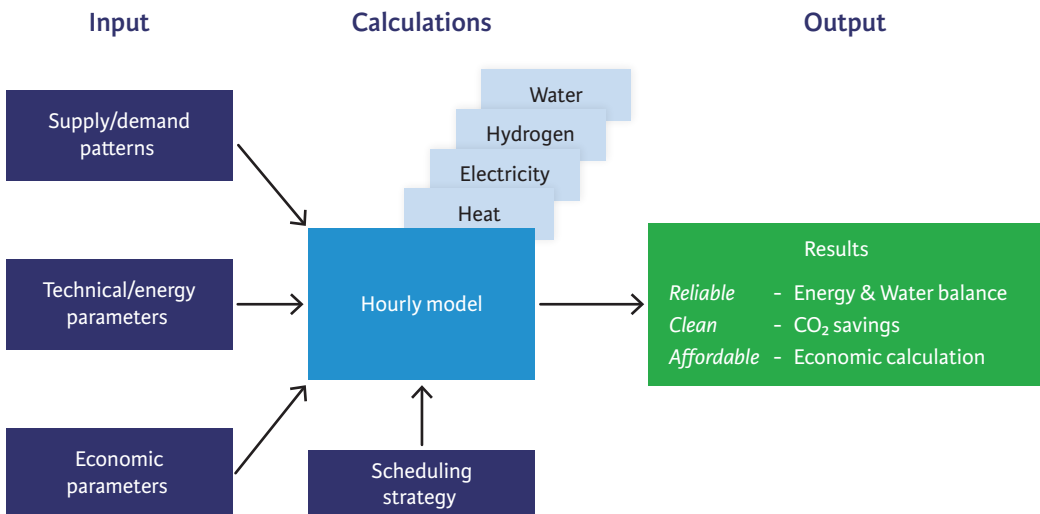 Input
Calculations
Output
Supply/demand
patterns
Technical/energy
parameters
Economic
parameters
Water
Hydrogen
Electricity
Heat
Hourly model
Scheduling
strategy
Results
Reliable - Energy & Water balance
Clean - CO₂ savings
Affordable - Economic calculation